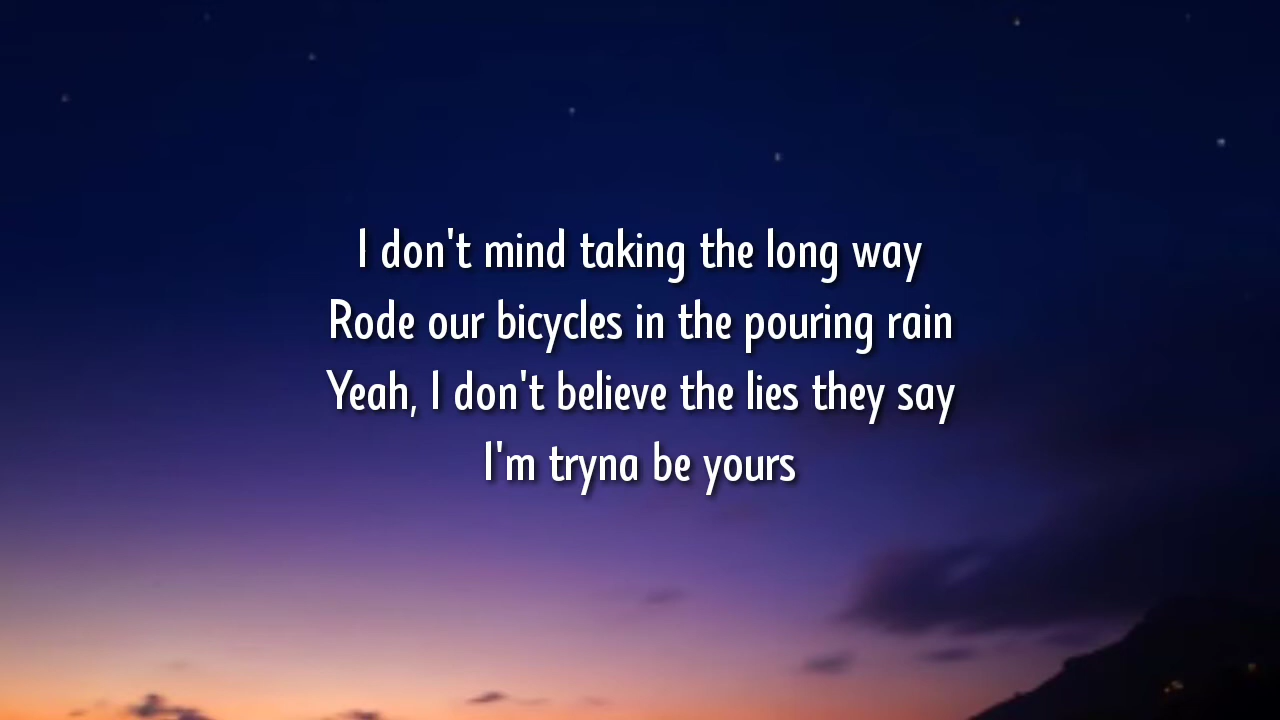 I don't mind taking the long way
Rode our bicycles in the pouring rain
Yeah, I don't believe the lies they say
I'm tryna be yours